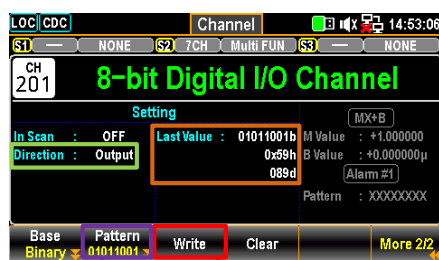 LOC CDC Channel 14:53:06
S1 — NONE S2 7CH Multi FUN S3 — NONE
CH 201 8-bit Digital I/O Channel
Setting MX+B
In Scan : OFF Last Value : 01011001b M Value : +1.000000
Direction : Output 0x59h B Value : +0.000000µ
089d Alarm #1
Pattern : XXXXXXXX
Base Pattern Write Clear More 2/2
Binary 01011001